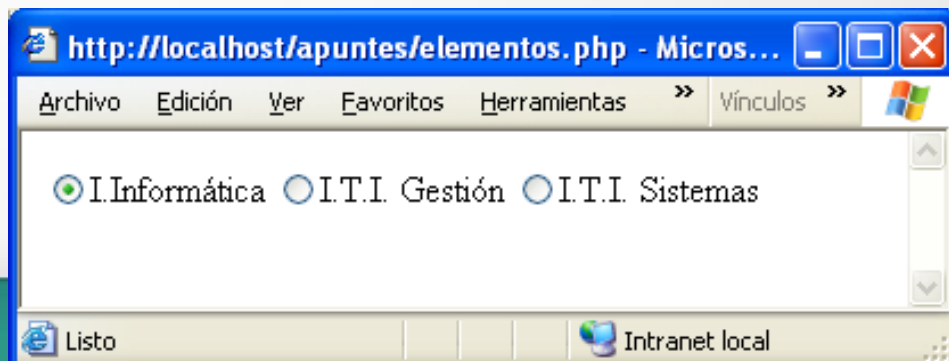 http://localhost/apuntes/elementos.php - Micros...
Archivo Edición Ver Favoritos Herramientas » Vínculos »
I.Informática I.T.I. Gestión I.T.I. Sistemas
Listo Intranet local